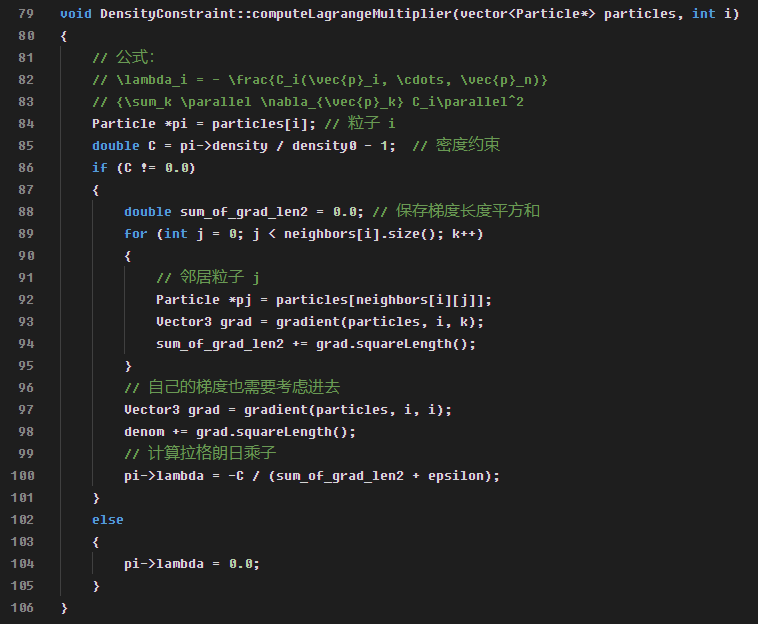 79 void DensityConstraint::computeLagrangeMultiplier(vector<Particle*> particles, int i)
80 {
81 // 公式:
82 // \lambda_i = - \frac{C_i(\vec{p}_i, \cdots, \vec{p}_n)}
83 // {\sum_k \parallel \nabla_{\vec{p}_k} C_i\parallel^2
84 Particle *pi = particles[i]; // 粒子 i
85 double C = pi->density / density0 - 1; // 密度约束
86 if (C != 0.0)
87 {
88 double sum_of_grad_len2 = 0.0; // 保存梯度长度平方和
89 for (int j = 0; j < neighbors[i].size(); k++)
90 {
91 // 邻居粒子 j
92 Particle *pj = particles[neighbors[i][j]];
93 Vector3 grad = gradient(particles, i, k);
94 sum_of_grad_len2 += grad.squareLength();
95 }
96 // 自己的梯度也需要考虑进去
97 Vector3 grad = gradient(particles, i, i);
98 denom += grad.squareLength();
99 // 计算拉格朗日乘子
100 pi->lambda = -C / (sum_of_grad_len2 + epsilon);
101 }
102 else
103 {
104 pi->lambda = 0.0;
105 }
106 }